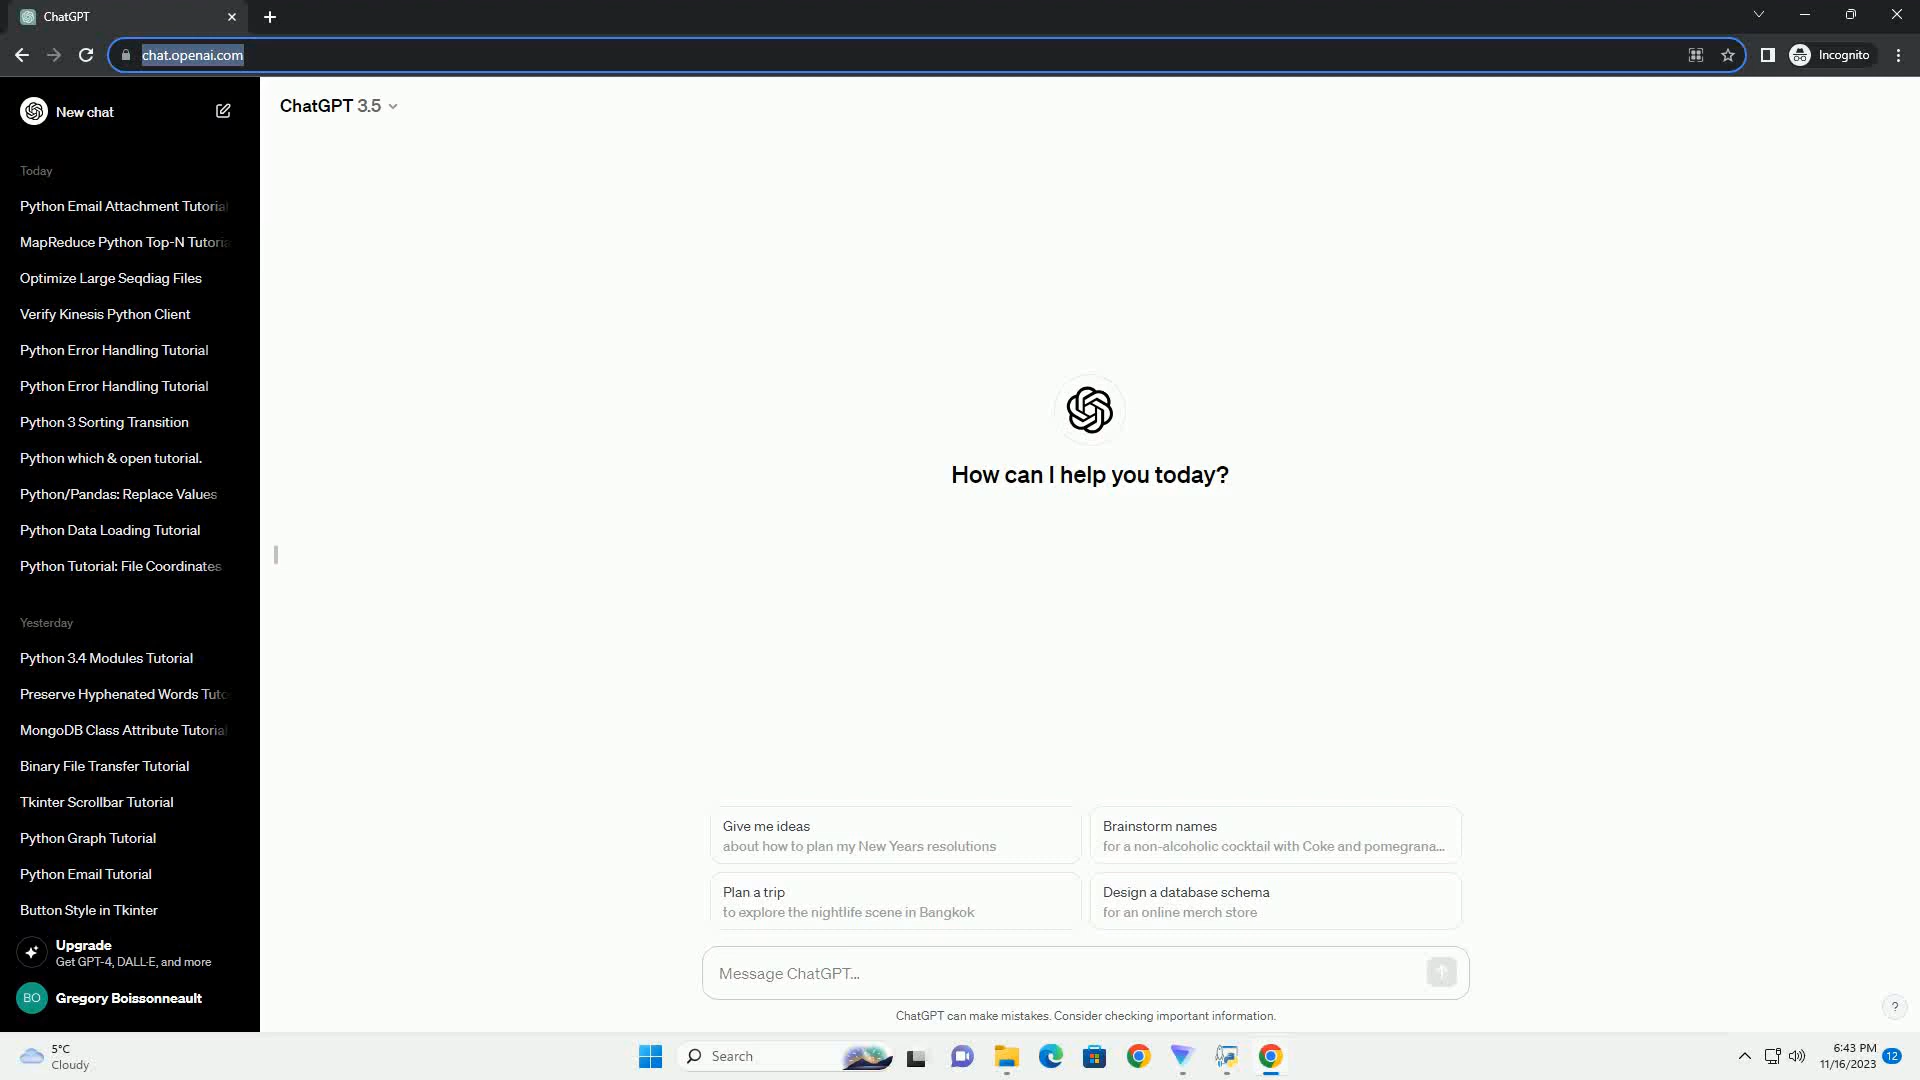 ChatGPT
chat.openai.com
Incognito
New chat
Today
Python Email Attachment Tutorial
MapReduce Python Top-N Tutoria
Optimize Large Seqdiag Files
Verify Kinesis Python Client
Python Error Handling Tutorial
Python Error Handling Tutorial
Python 3 Sorting Transition
Python which & open tutorial.
Python/Pandas: Replace Values
Python Data Loading Tutorial
Python Tutorial: File Coordinates
Yesterday
Python 3.4 Modules Tutorial
Preserve Hyphenated Words Tuto
MongoDB Class Attribute Tutorial
Binary File Transfer Tutorial
Tkinter Scrollbar Tutorial
Python Graph Tutorial
Python Email Tutorial
Button Style in Tkinter
Upgrade
Get GPT-4, DALL·E, and more
BO Gregory Boissonneault
ChatGPT 3.5
How can I help you today?
Give me ideas
about how to plan my New Years resolutions
Brainstorm names
for a non-alcoholic cocktail with Coke and pomegrana...
Plan a trip
to explore the nightlife scene in Bangkok
Design a database schema
for an online merch store
Message ChatGPT...
ChatGPT can make mistakes. Consider checking important information.
?
5°C
Cloudy
Search
6:43 PM
11/16/2023
12